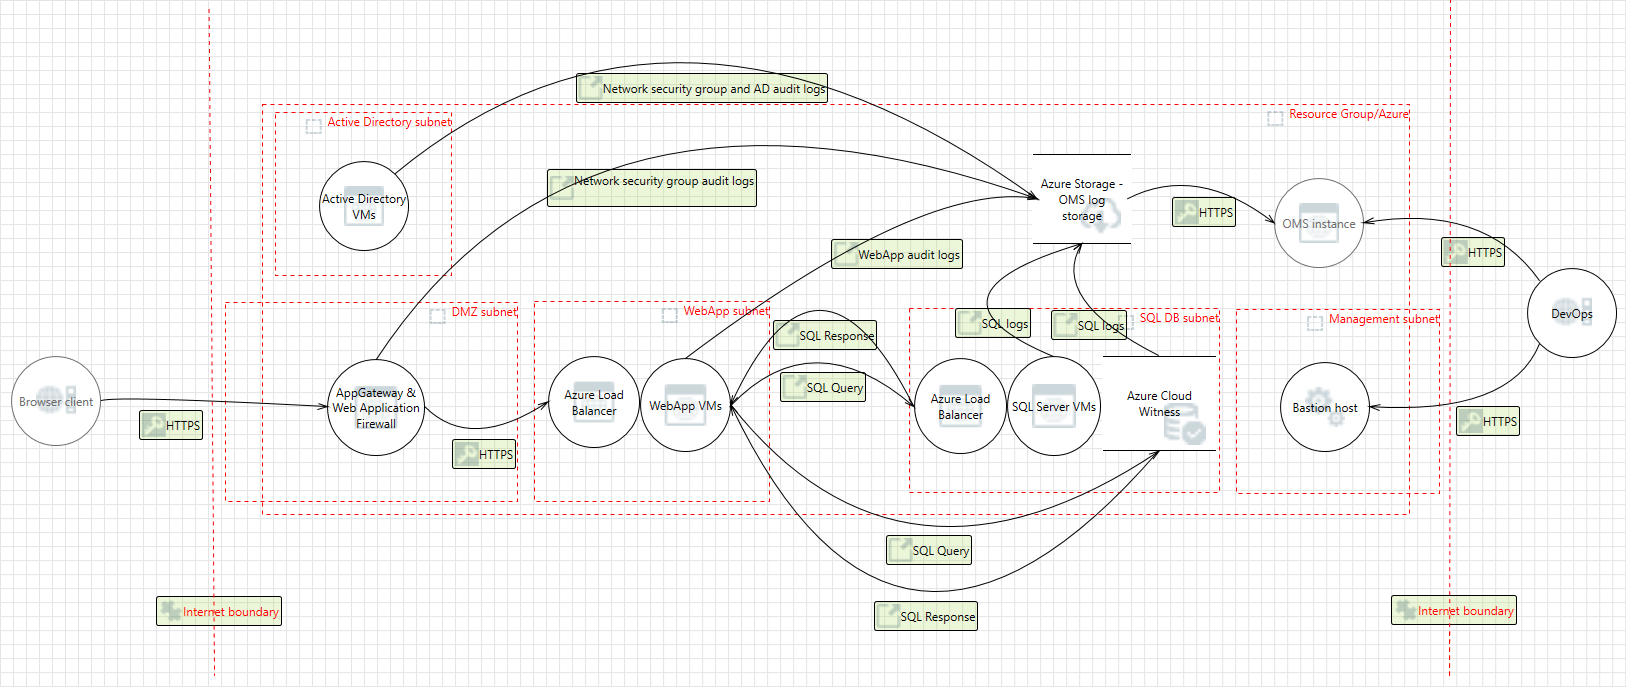 Network security group and AD audit logs
Active Directory subnet
Resource Group/Azure
Network security group audit logs
Azure Storage -
OMS log
storage
Active Directory
VMs
HTTPS
OMS instance
HTTPS
WebApp audit logs
DMZ subnet
WebApp subnet
SQL Response
SQL logs
SQL logs
SQL DB subnet
Management subnet
DevOps
Browser client
AppGateway &
Web Application
Firewall
Azure Load
Balancer
WebApp VMs
SQL Query
Azure Load
Balancer
SQL Server VMs
Azure Cloud
Witness
Bastion host
HTTPS
HTTPS
HTTPS
SQL Query
SQL Response
Internet boundary
Internet boundary